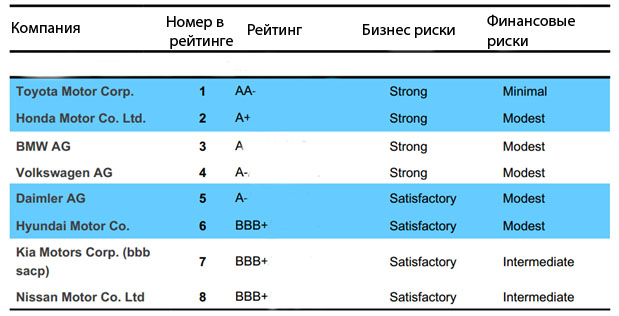 Компания Номер в рейтинге Рейтинг Бизнес риски Финансовые риски
Toyota Motor Corp. 1 AA- Strong Minimal
Honda Motor Co. Ltd. 2 A+ Strong Modest
BMW AG 3 A Strong Modest
Volkswagen AG 4 A- Strong Modest
Daimler AG 5 A- Satisfactory Modest
Hyundai Motor Co. 6 BBB+ Satisfactory Modest
Kia Motors Corp. (bbb sacp) 7 BBB+ Satisfactory Intermediate
Nissan Motor Co. Ltd 8 BBB+ Satisfactory Intermediate